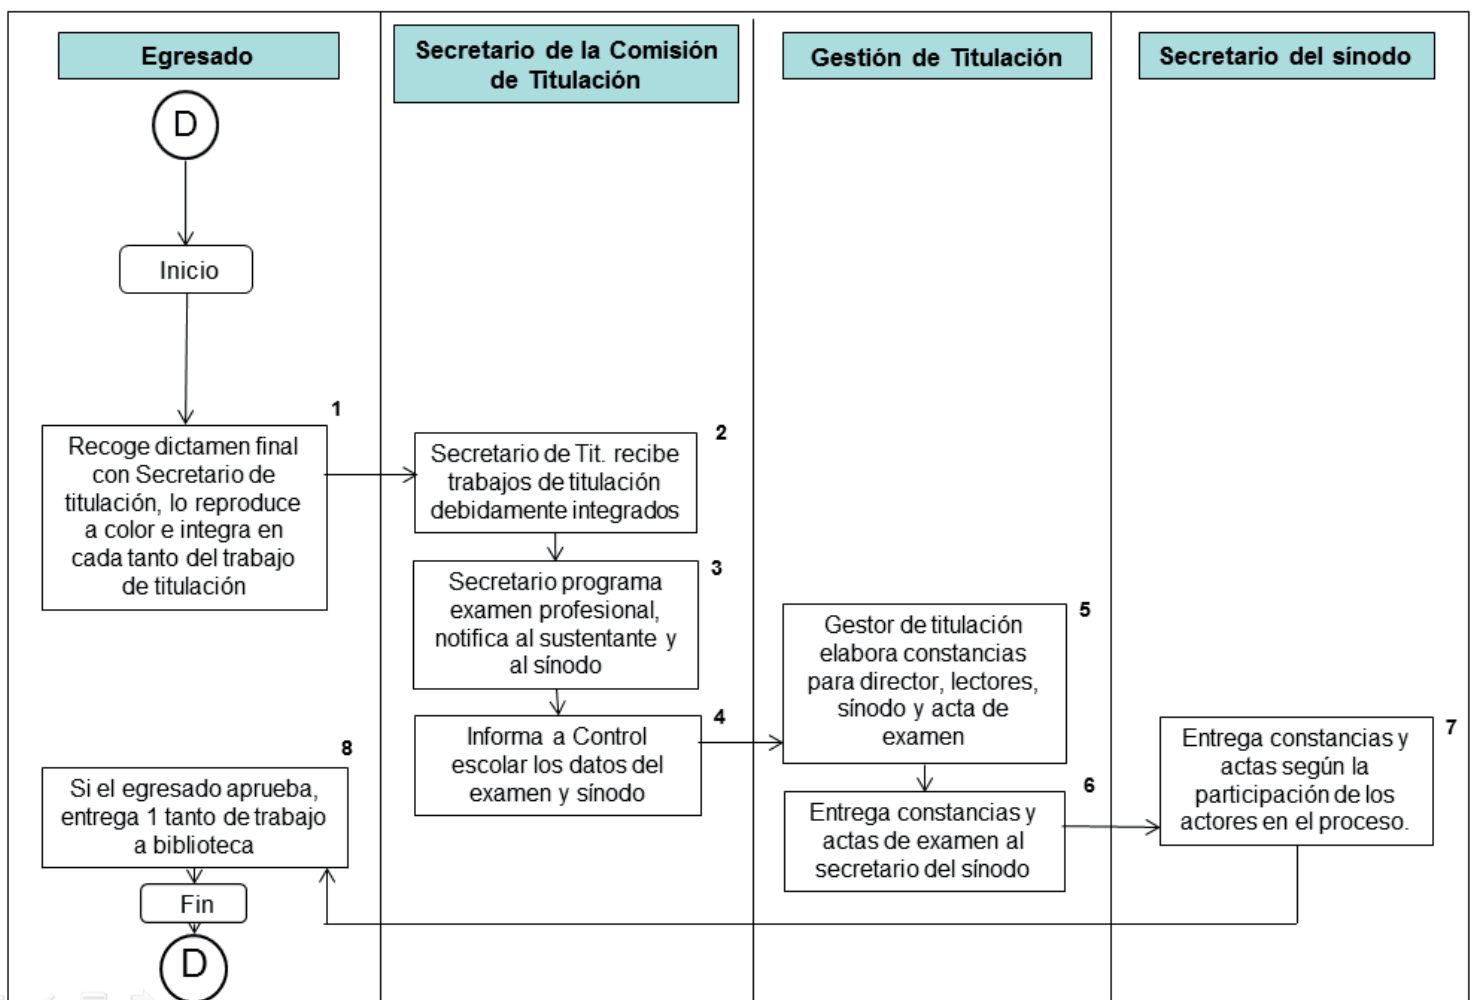 Egresado
Secretario de la Comisión
de Titulación
Gestión de Titulación
Secretario del sínodo
D
Inicio
1
Recoge dictamen final
con Secretario de
titulación, lo reproduce
a color e integra en
cada tanto del trabajo
de titulación
2
Secretario de Tit. recibe
trabajos de titulación
debidamente integrados
3
Secretario programa
examen profesional,
notifica al sustentante y
al sínodo
4
Informa a Control
escolar los datos del
examen y sínodo
5
Gestor de titulación
elabora constancias
para director, lectores,
sínodo y acta de
examen
6
Entrega constancias y
actas de examen al
secretario del sínodo
7
Entrega constancias y
actas según la
participación de los
actores en el proceso.
8
Si el egresado aprueba,
entrega 1 tanto de trabajo
a biblioteca
Fin
D